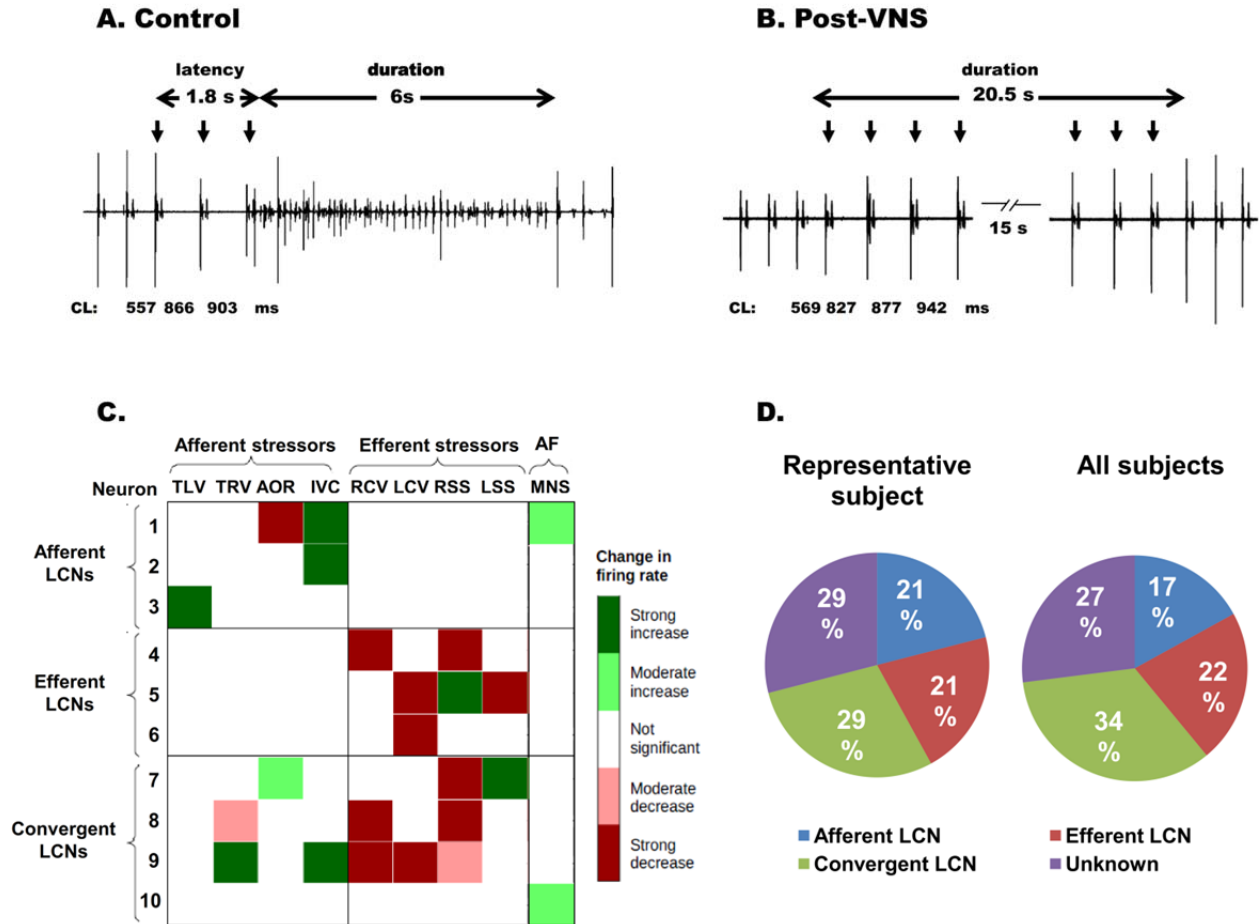 A. Control
latency
1.8 s
duration
6s
CL: 557 866 903 ms
B. Post-VNS
duration
20.5 s
15 s
CL: 569 827 877 942 ms
C.
Afferent stressors
Efferent stressors
AF
Neuron
TLV TRV AOR IVC RCV LCV RSS LSS MNS
Afferent
LCNs
1
2
3
Efferent
LCNs
4
5
6
Convergent
LCNs
7
8
9
10
Change in
firing rate
Strong
increase
Moderate
increase
Not
significant
Moderate
decrease
Strong
decrease
D.
Representative
subject
29
%
21
%
21
%
29
%
All subjects
27
%
17
%
22
%
34
%
Afferent LCN
Efferent LCN
Convergent LCN
Unknown